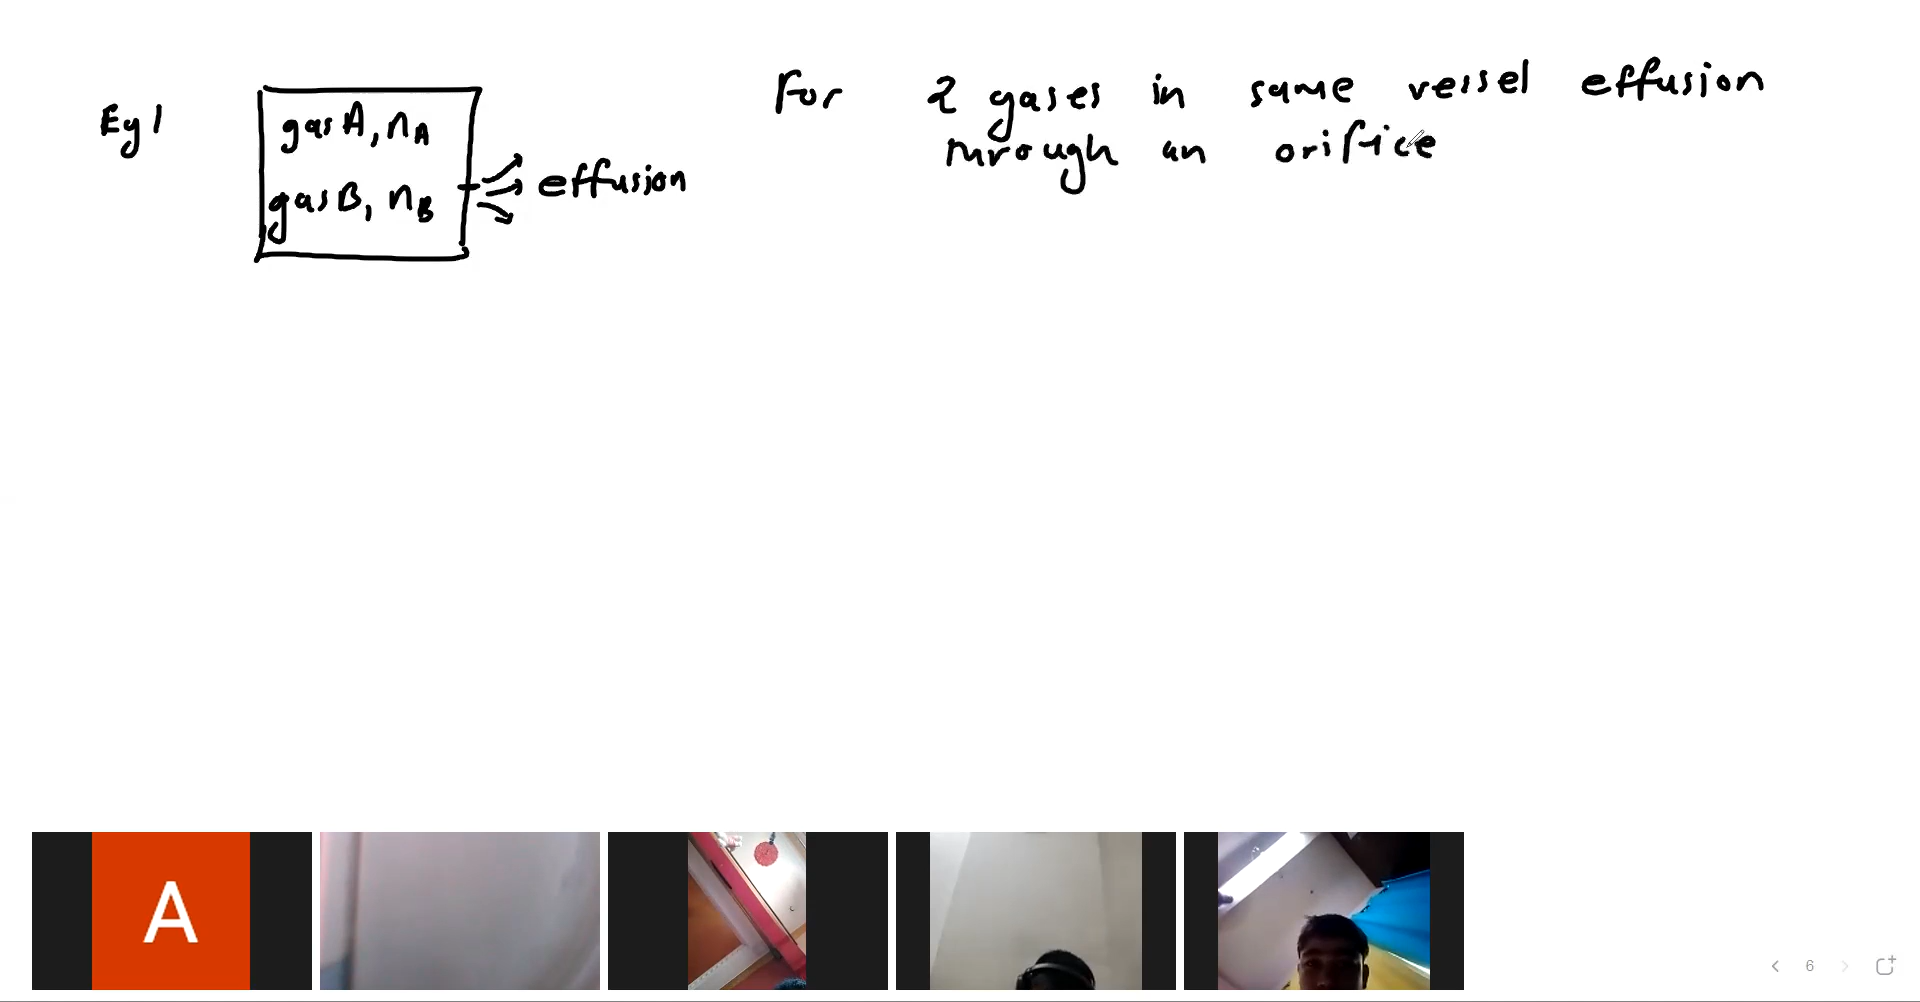 Eg 1
gas A, nA
gas B, nB
effusion
For 2 gases in same vessel effusion
through an orifice
A
6